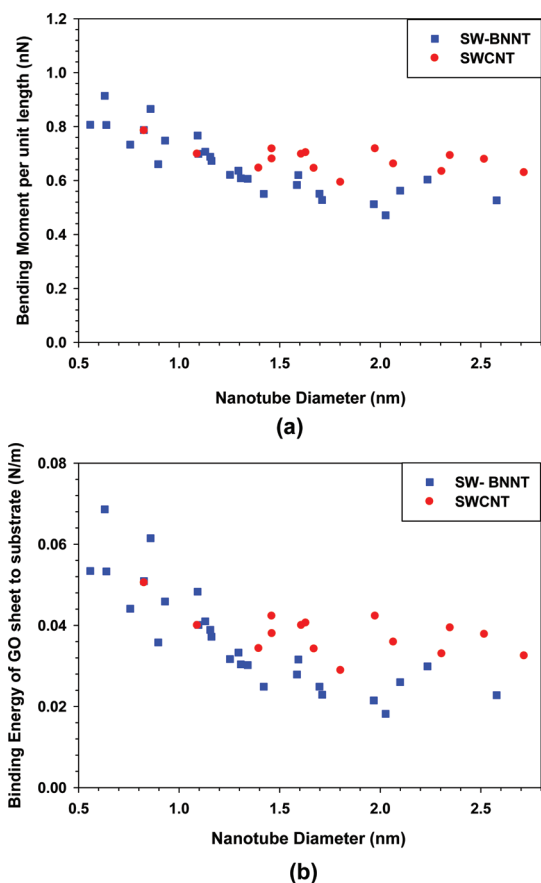 1.2
1.0
0.8
0.6
0.4
0.2
0.0
Bending Moment per unit length (nN)
SW-BNNT
SWCNT
0.5 1.0 1.5 2.0 2.5
Nanotube Diameter (nm)
(a)
0.08
0.06
0.04
0.02
0.00
Binding Energy of GO sheet to substrate (N/m)
SW- BNNT
SWCNT
0.5 1.0 1.5 2.0 2.5
Nanotube Diameter (nm)
(b)